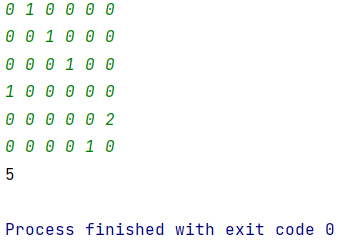 0 1 0 0 0 0
0 0 1 0 0 0
0 0 0 1 0 0
1 0 0 0 0 0
0 0 0 0 0 2
0 0 0 0 1 0
5
Process finished with exit code 0